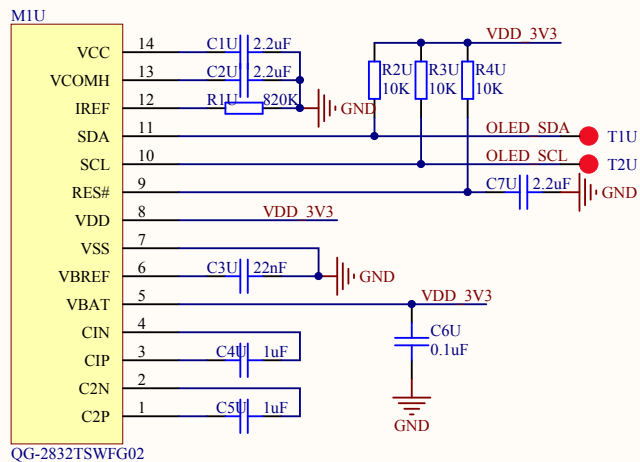 M1U
VCC 14 C1U 2.2uF
VCOMH 13 C2U 2.2uF
IREF 12 R1U 820K GND
SDA 11 OLED_SDA T1U
SCL 10 OLED_SCL T2U
RES# 9 C7U 2.2uF GND
VDD 8 VDD_3V3
VSS 7
VBREF 6 C3U 22nF GND
VBAT 5 VDD_3V3
CIN 4
CIP 3 C4U 1uF
C2N 2
C2P 1 C5U 1uF
QG-2832TSWFG02
VDD_3V3
R2U R3U R4U
10K 10K 10K
C6U
0.1uF
GND